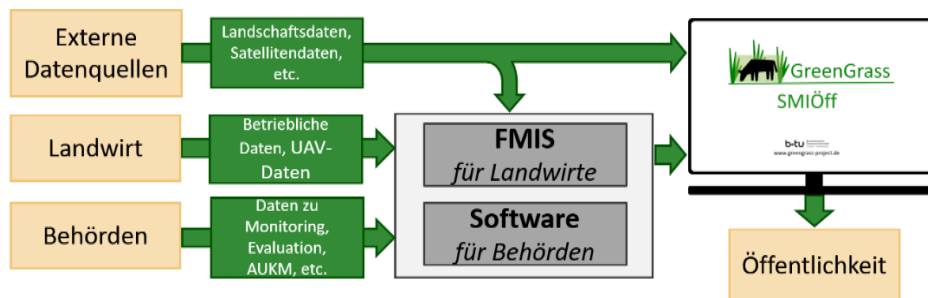 Externe
Datenquellen
Landschaftsdaten,
Satellitendaten,
etc.
Landwirt
Betriebliche
Daten, UAV-
Daten
Behörden
Daten zu
Monitoring,
Evaluation,
AUKM, etc.
FMIS
für Landwirte
Software
für Behörden
GreenGrass
SMIÖff
b-tu
www.greengrass-project.de
Öffentlichkeit